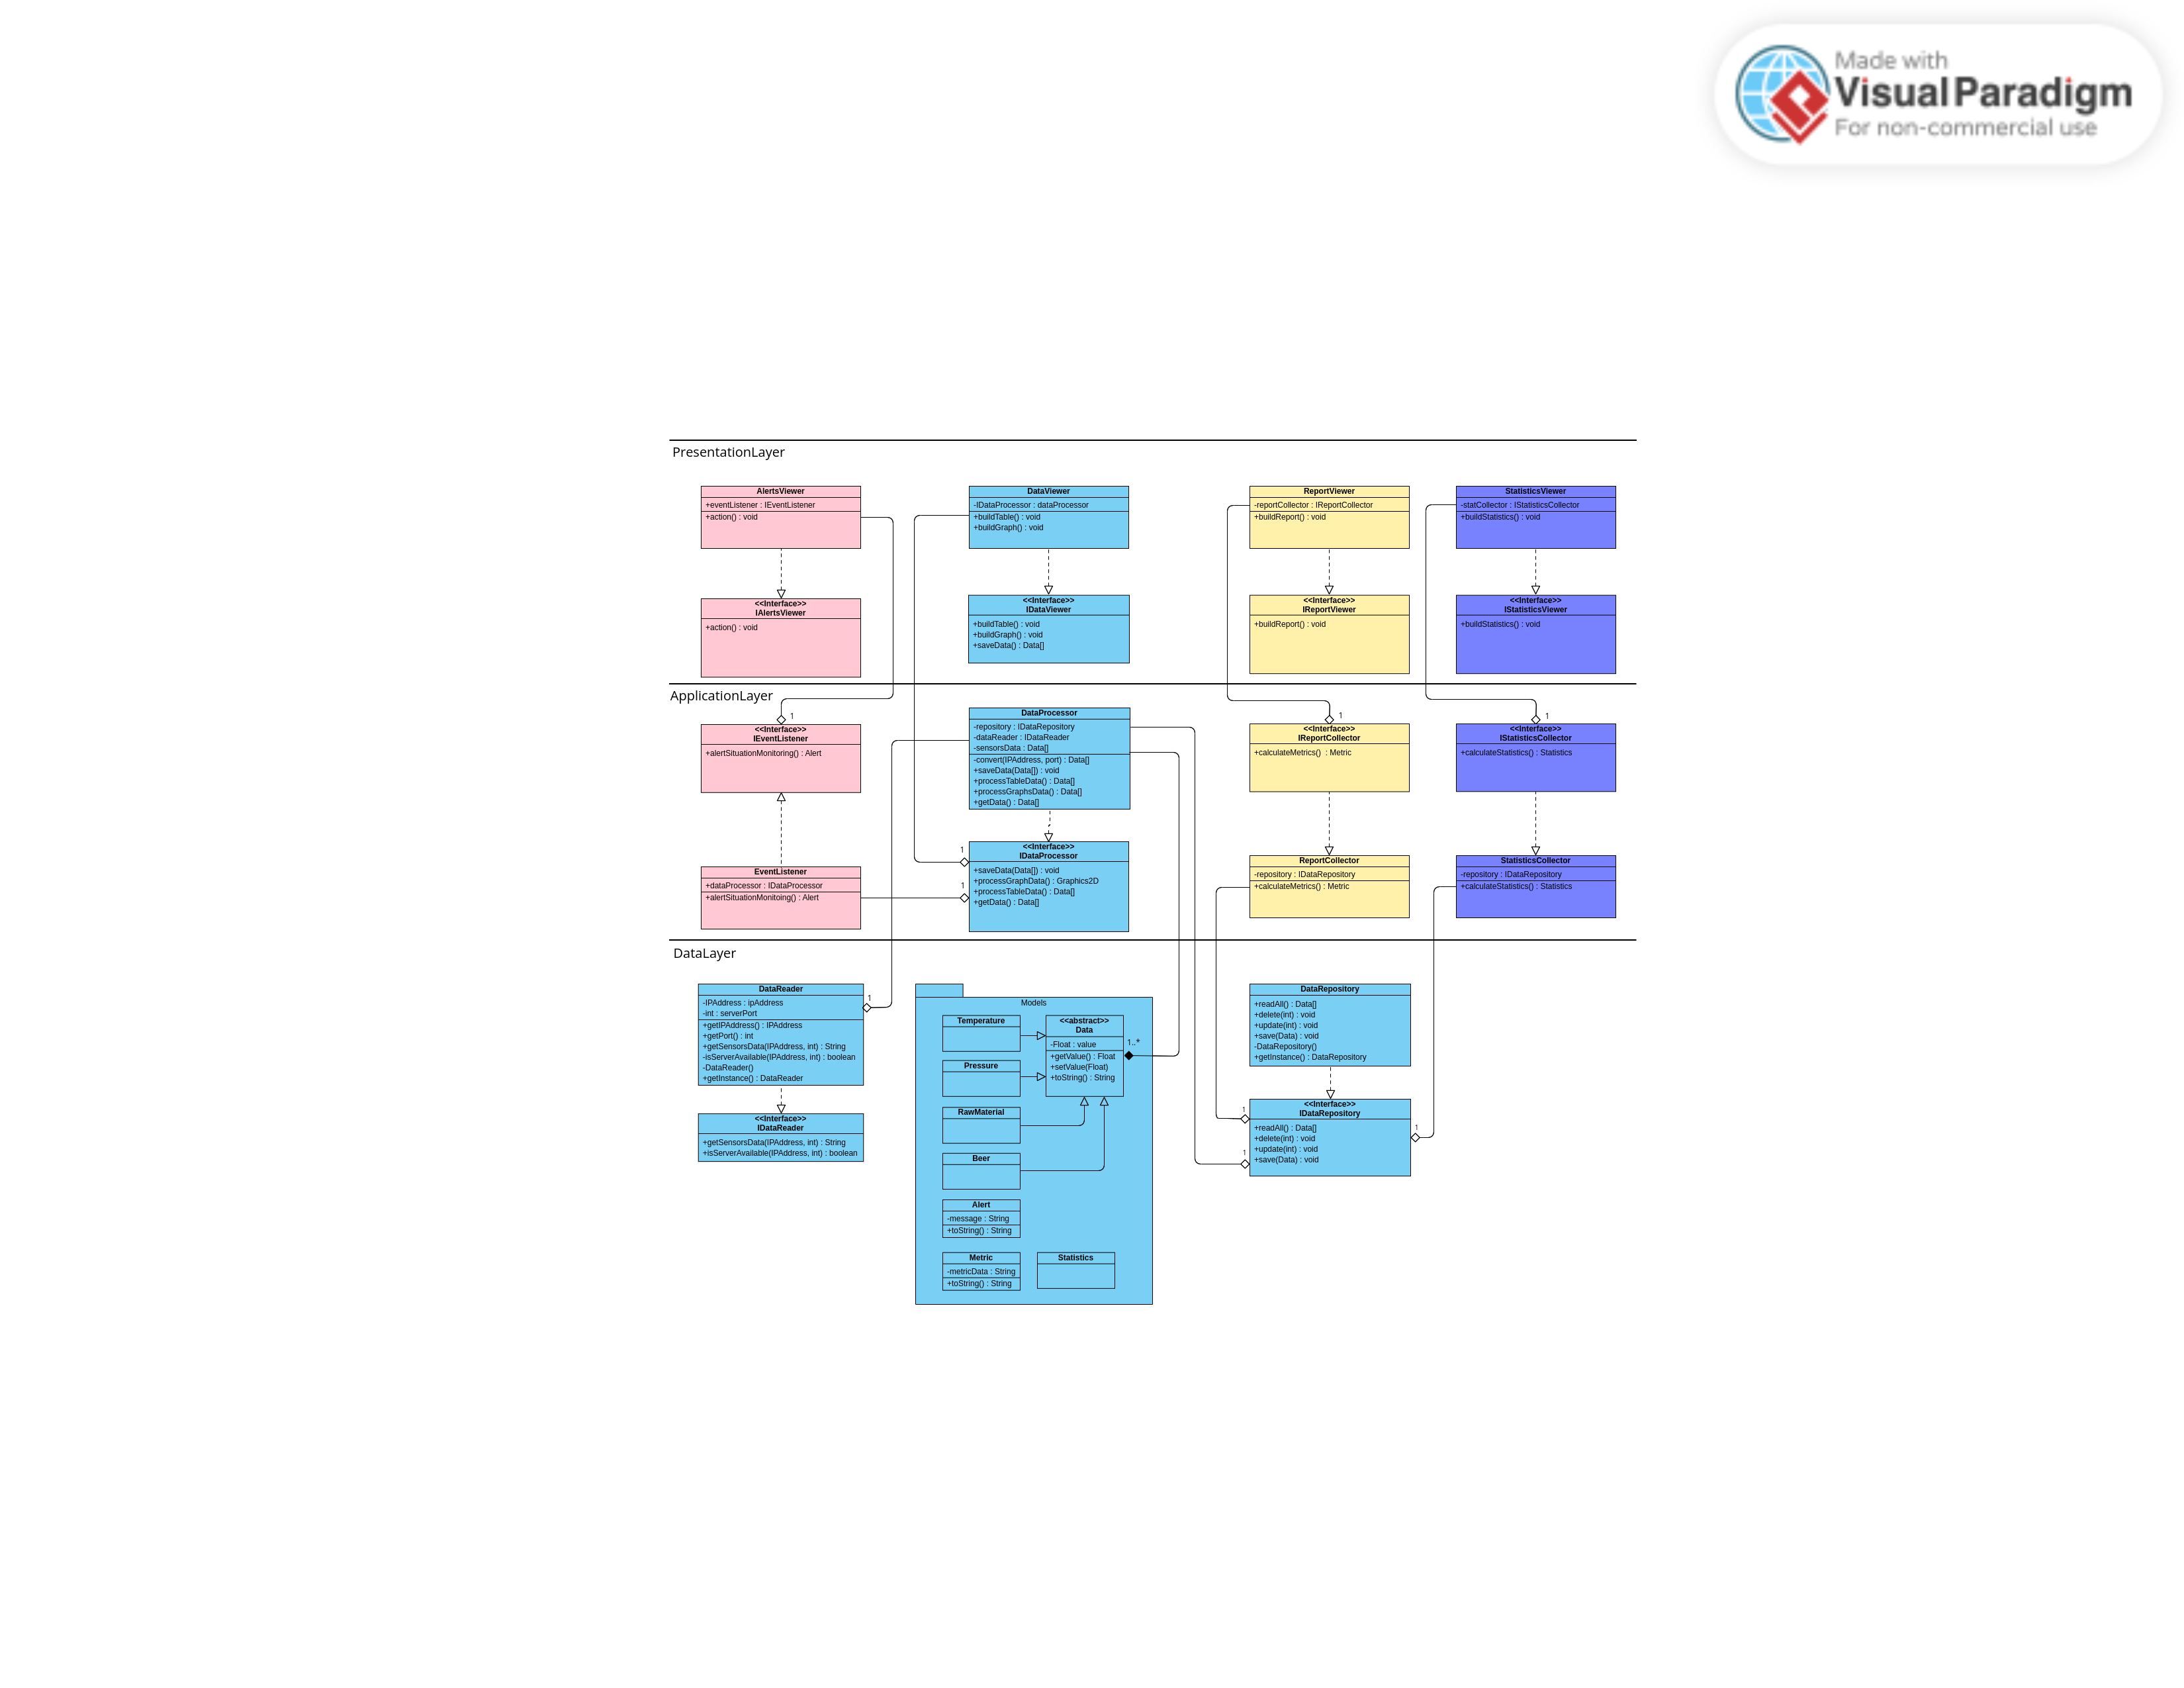 Made with
Visual Paradigm
For non-commercial use
PresentationLayer
AlertsViewer
+eventListener : IEventListener
+action() : void
DataViewer
-IDataProcessor : dataProcessor
+buildTable() : void
+buildGraph() : void
ReportViewer
-reportCollector : IReportCollector
+buildReport() : void
StatisticsViewer
-statCollector : IStatisticsCollector
+buildStatistics() : void
<<Interface>>
IAlertsViewer
+action() : void
<<Interface>>
IDataViewer
+buildTable() : void
+buildGraph() : void
+saveData() : Data[]
<<Interface>>
IReportViewer
+buildReport() : void
<<Interface>>
IStatisticsViewer
+buildStatistics() : void
ApplicationLayer
1
<<Interface>>
IEventListener
+alertSituationMonitoring() : Alert
DataProcessor
-repository : IDataRepository
-dataReader : IDataReader
-sensorsData : Data[]
-convert(IPAddress, port) : Data[]
+saveData(Data[]) : void
+processTableData() : Data[]
+processGraphsData() : Data[]
+getData() : Data[]
1
<<Interface>>
IReportCollector
+calculateMetrics()  : Metric
1
<<Interface>>
IStatisticsCollector
+calculateStatistics() : Statistics
EventListener
+dataProcessor : IDataProcessor
+alertSituationMonitoing() : Alert
1
1
<<Interface>>
IDataProcessor
+saveData(Data[]) : void
+processGraphData() : Graphics2D
+processTableData() : Data[]
+getData() : Data[]
ReportCollector
-repository : IDataRepository
+calculateMetrics() : Metric
StatisticsCollector
-repository : IDataRepository
+calculateStatistics() : Statistics
DataLayer
DataReader
-IPAddress : ipAddress
-int : serverPort
+getIPAddress() : IPAddress
+getPort() : int
+getSensorsData(IPAddress, int) : String
-isServerAvailable(IPAddress, int) : boolean
-DataReader()
+getInstance() : DataReader
1
<<Interface>>
IDataReader
+getSensorsData(IPAddress, int) : String
+isServerAvailable(IPAddress, int) : boolean
Models
Temperature
<<abstract>>
Data
-Float : value
+getValue() : Float
+setValue(Float)
+toString() : String
1..*
Pressure
RawMaterial
Beer
Alert
-message : String
+toString() : String
Metric
-metricData : String
+toString() : String
Statistics
DataRepository
+readAll() : Data[]
+delete(int) : void
+update(int) : void
+save(Data) : void
-DataRepository()
+getInstance() : DataRepository
1
1
1
<<Interface>>
IDataRepository
+readAll() : Data[]
+delete(int) : void
+update(int) : void
+save(Data) : void